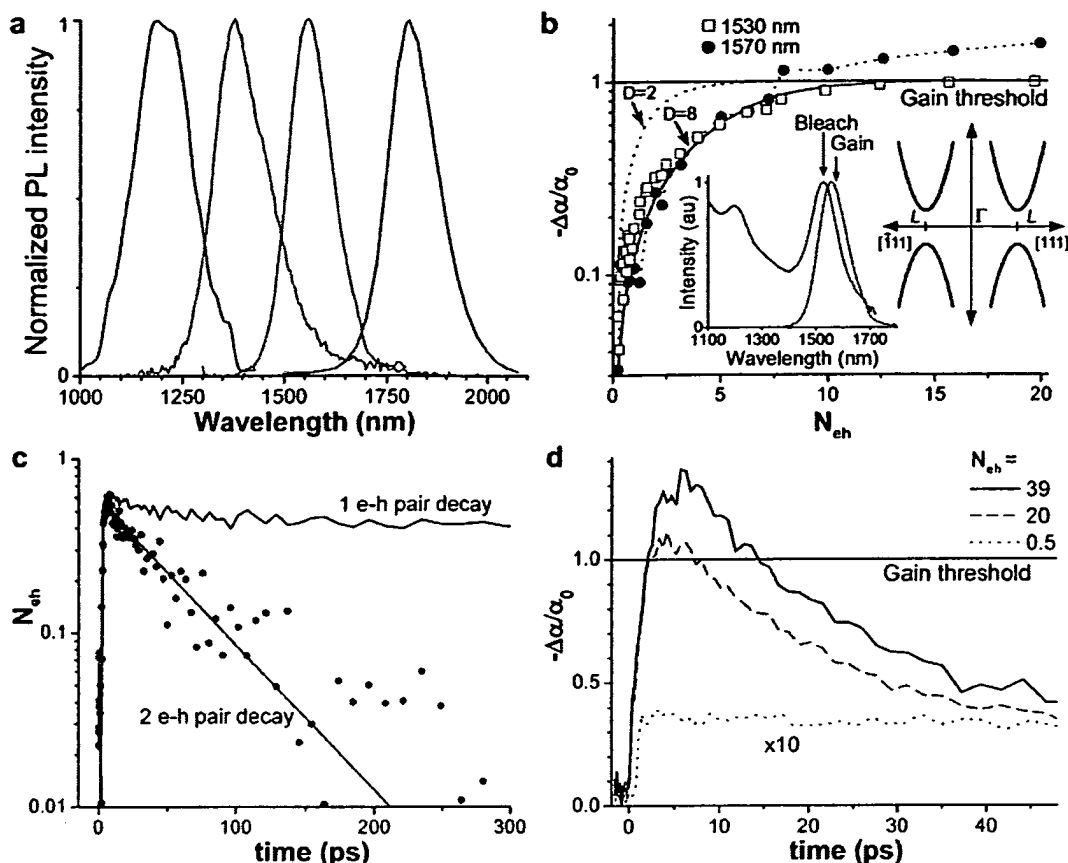 a
Normalized PL intensity
1
0
1000 1250 1500 1750 2000
Wavelength (nm)
b
-Δα/α₀
1
0.1
0 5 10 15 20
N_eh
□ 1530 nm
● 1570 nm
D=2
D=8
Gain threshold
Bleach
Gain
Intensity (au)
1
0
1100 1300 1500 1700
Wavelength (nm)
L Γ L
[1̄11] [111]
c
N_eh
1
0.1
0.01
0 100 200 300
time (ps)
1 e-h pair decay
2 e-h pair decay
d
-Δα/α₀
1.0
0.5
0.0
0 10 20 30 40
time (ps)
N_eh =
39
20
0.5
Gain threshold
x10